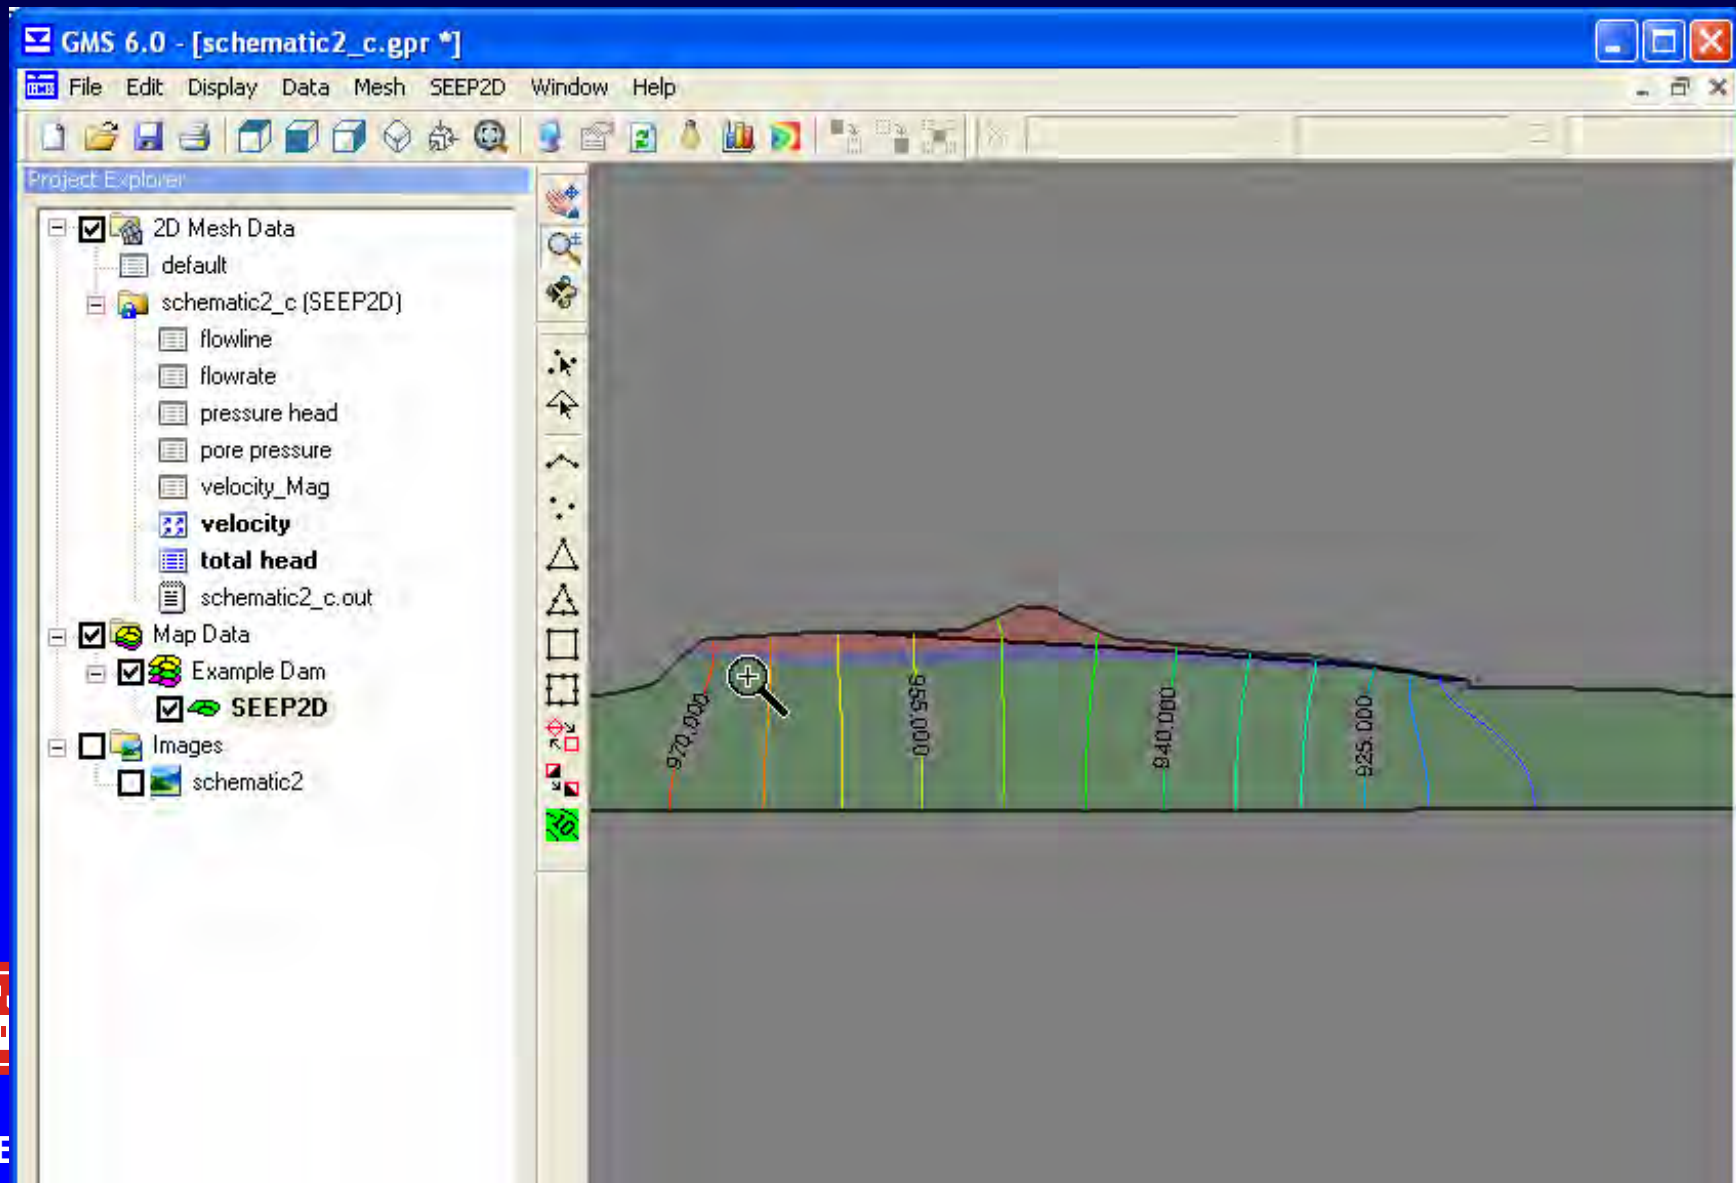 GMS 6.0 - [schematic2_c.gpr *]
File Edit Display Data Mesh SEEP2D Window Help
Project Explorer
2D Mesh Data
default
schematic2_c (SEEP2D)
flowline
flowrate
pressure head
pore pressure
velocity_Mag
velocity
total head
schematic2_c.out
Map Data
Example Dam
SEEP2D
Images
schematic2
970.000
955.000
940.000
925.000
10
E